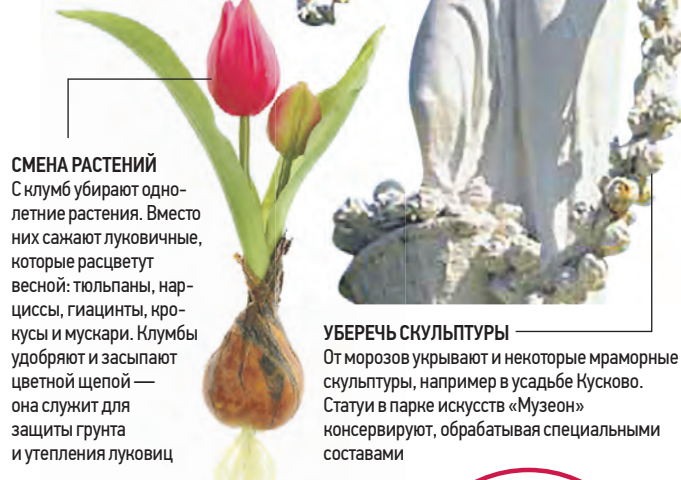 СМЕНА РАСТЕНИЙ
С клумб убирают одно-
летние растения. Вместо
них сажают луковичные,
которые расцветут
весной: тюльпаны, нар-
циссы, гиацинты, кро-
кусы и мускари. Клумбы
удобряют и засыпают
цветной щепой —
она служит для
защиты грунта
и утепления луковиц
УБЕРЕЧЬ СКУЛЬПТУРЫ
От морозов укрывают и некоторые мраморные
скульптуры, например в усадьбе Кусково.
Статуи в парке искусств «Музеон»
консервируют, обрабатывая специальными
составами